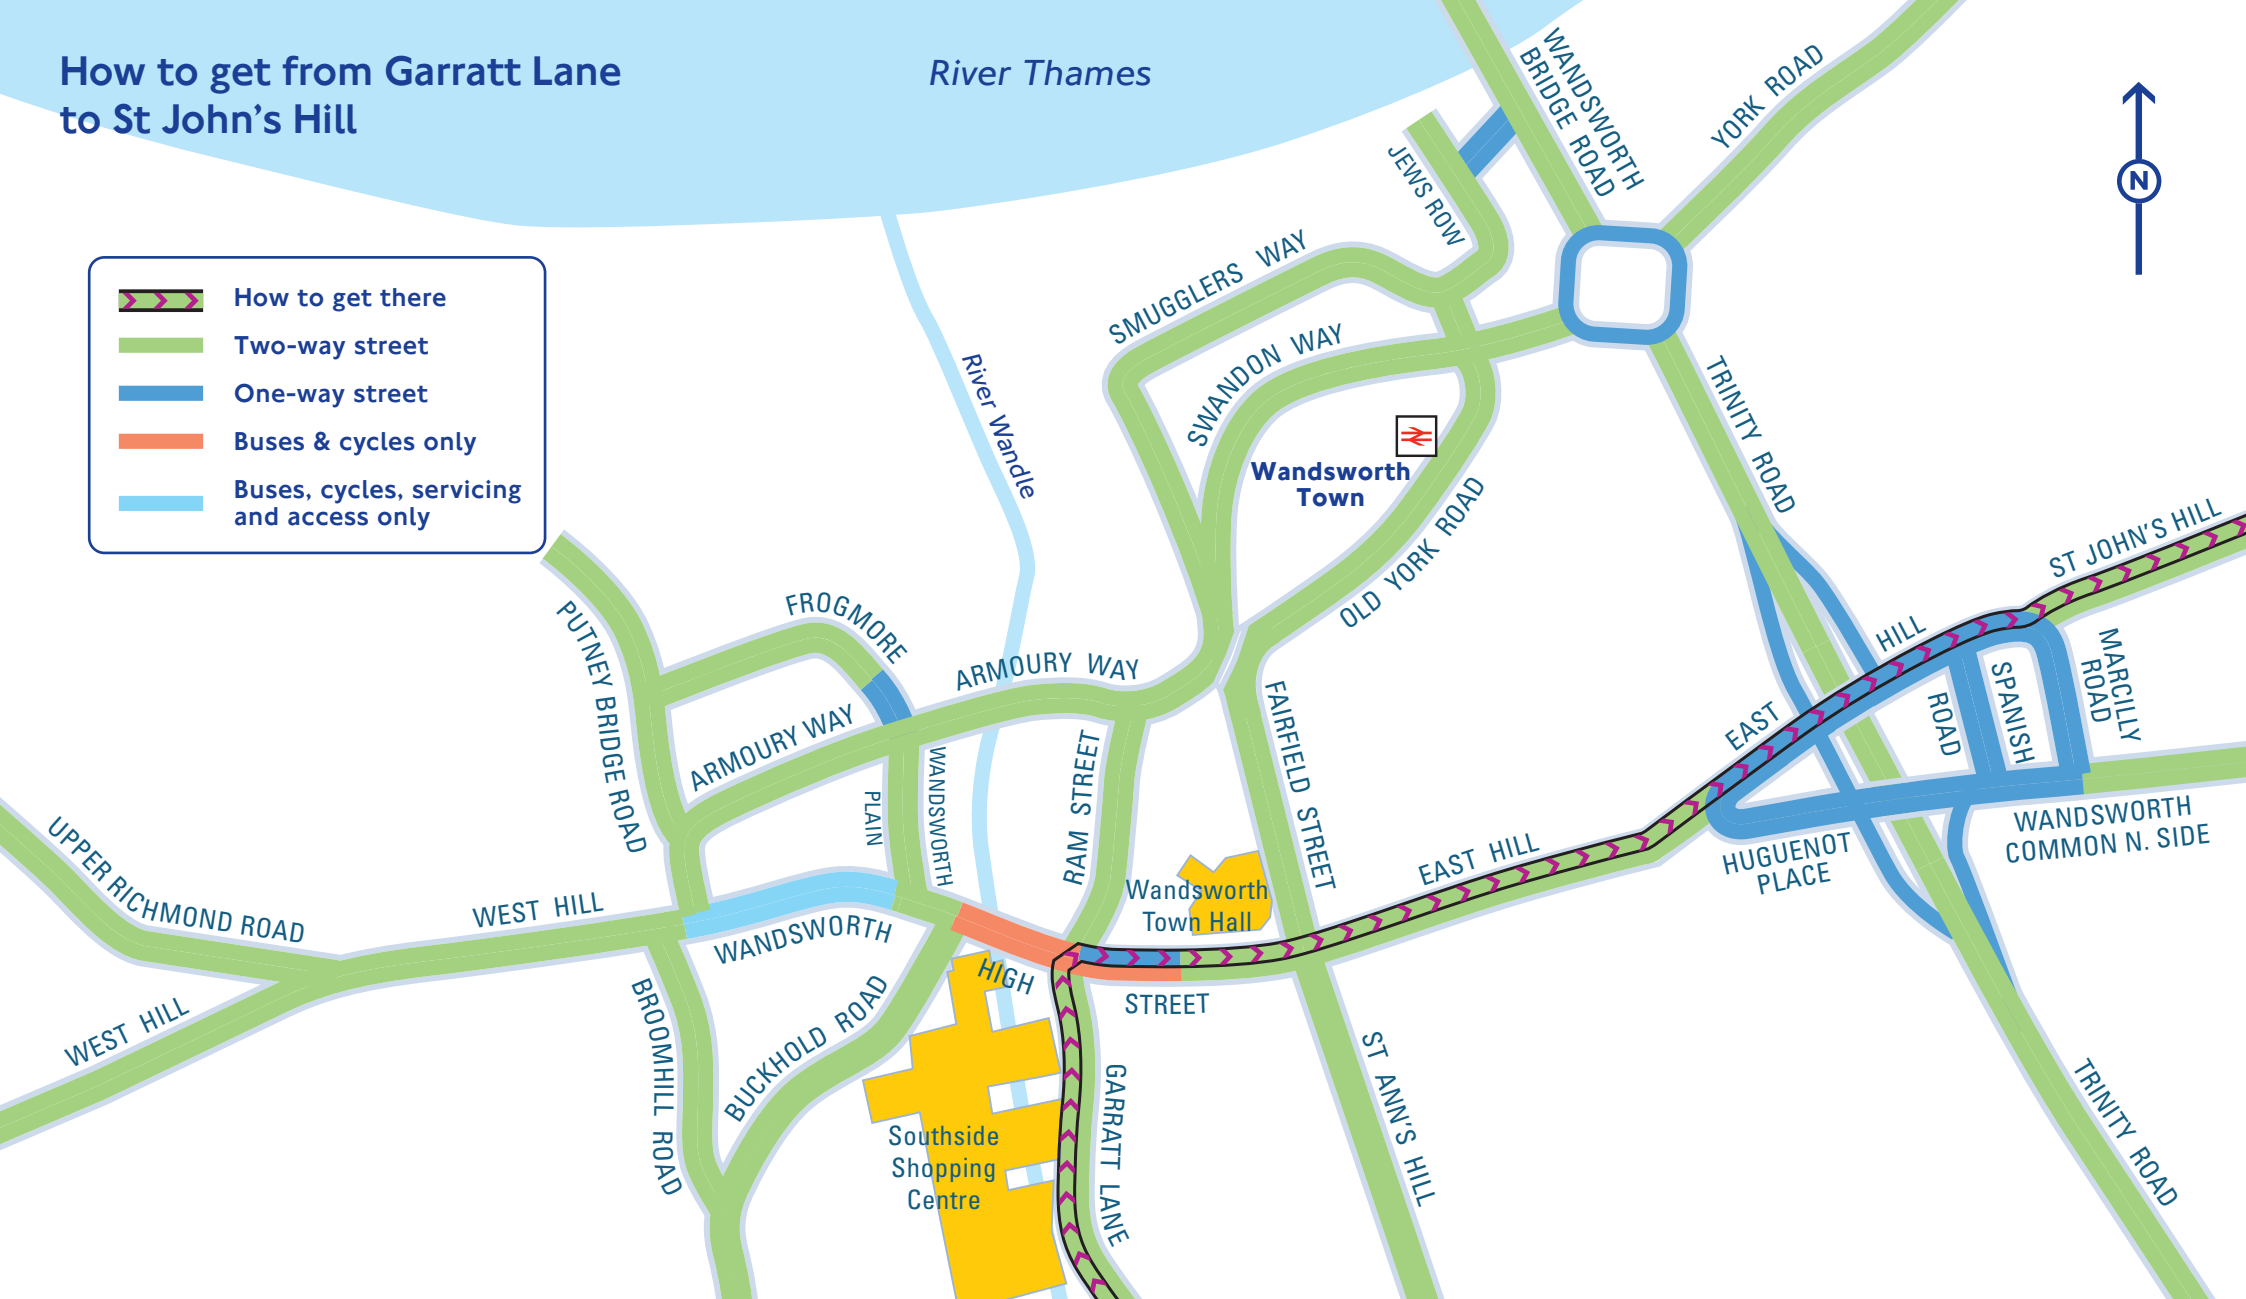 How to get from Garratt Lane
to St John's Hill
River Thames
WANDSWORTH
BRIDGE ROAD
YORK ROAD
N
JEWS ROW
SMUGGLERS WAY
SWANDON WAY
How to get there
Two-way street
One-way street
Buses & cycles only
Buses, cycles, servicing
and access only
River Wandle
TRINITY ROAD
Wandsworth
Town
OLD YORK ROAD
ST JOHN'S HILL
PUTNEY BRIDGE ROAD
FROGMORE
ARMOURY WAY
ARMOURY WAY
FAIRFIELD STREET
EAST HILL
SPANISH
ROAD
MARCILLY
ROAD
WANDSWORTH
PLAIN
RAM STREET
UPPER RICHMOND ROAD
WEST HILL
WANDSWORTH
HIGH
STREET
Wandsworth
Town Hall
EAST HILL
HUGUENOT
PLACE
WANDSWORTH
COMMON N. SIDE
WEST HILL
BROOMHILL ROAD
BUCKHOLD ROAD
Southside
Shopping
Centre
GARRATT LANE
ST ANN'S HILL
TRINITY ROAD